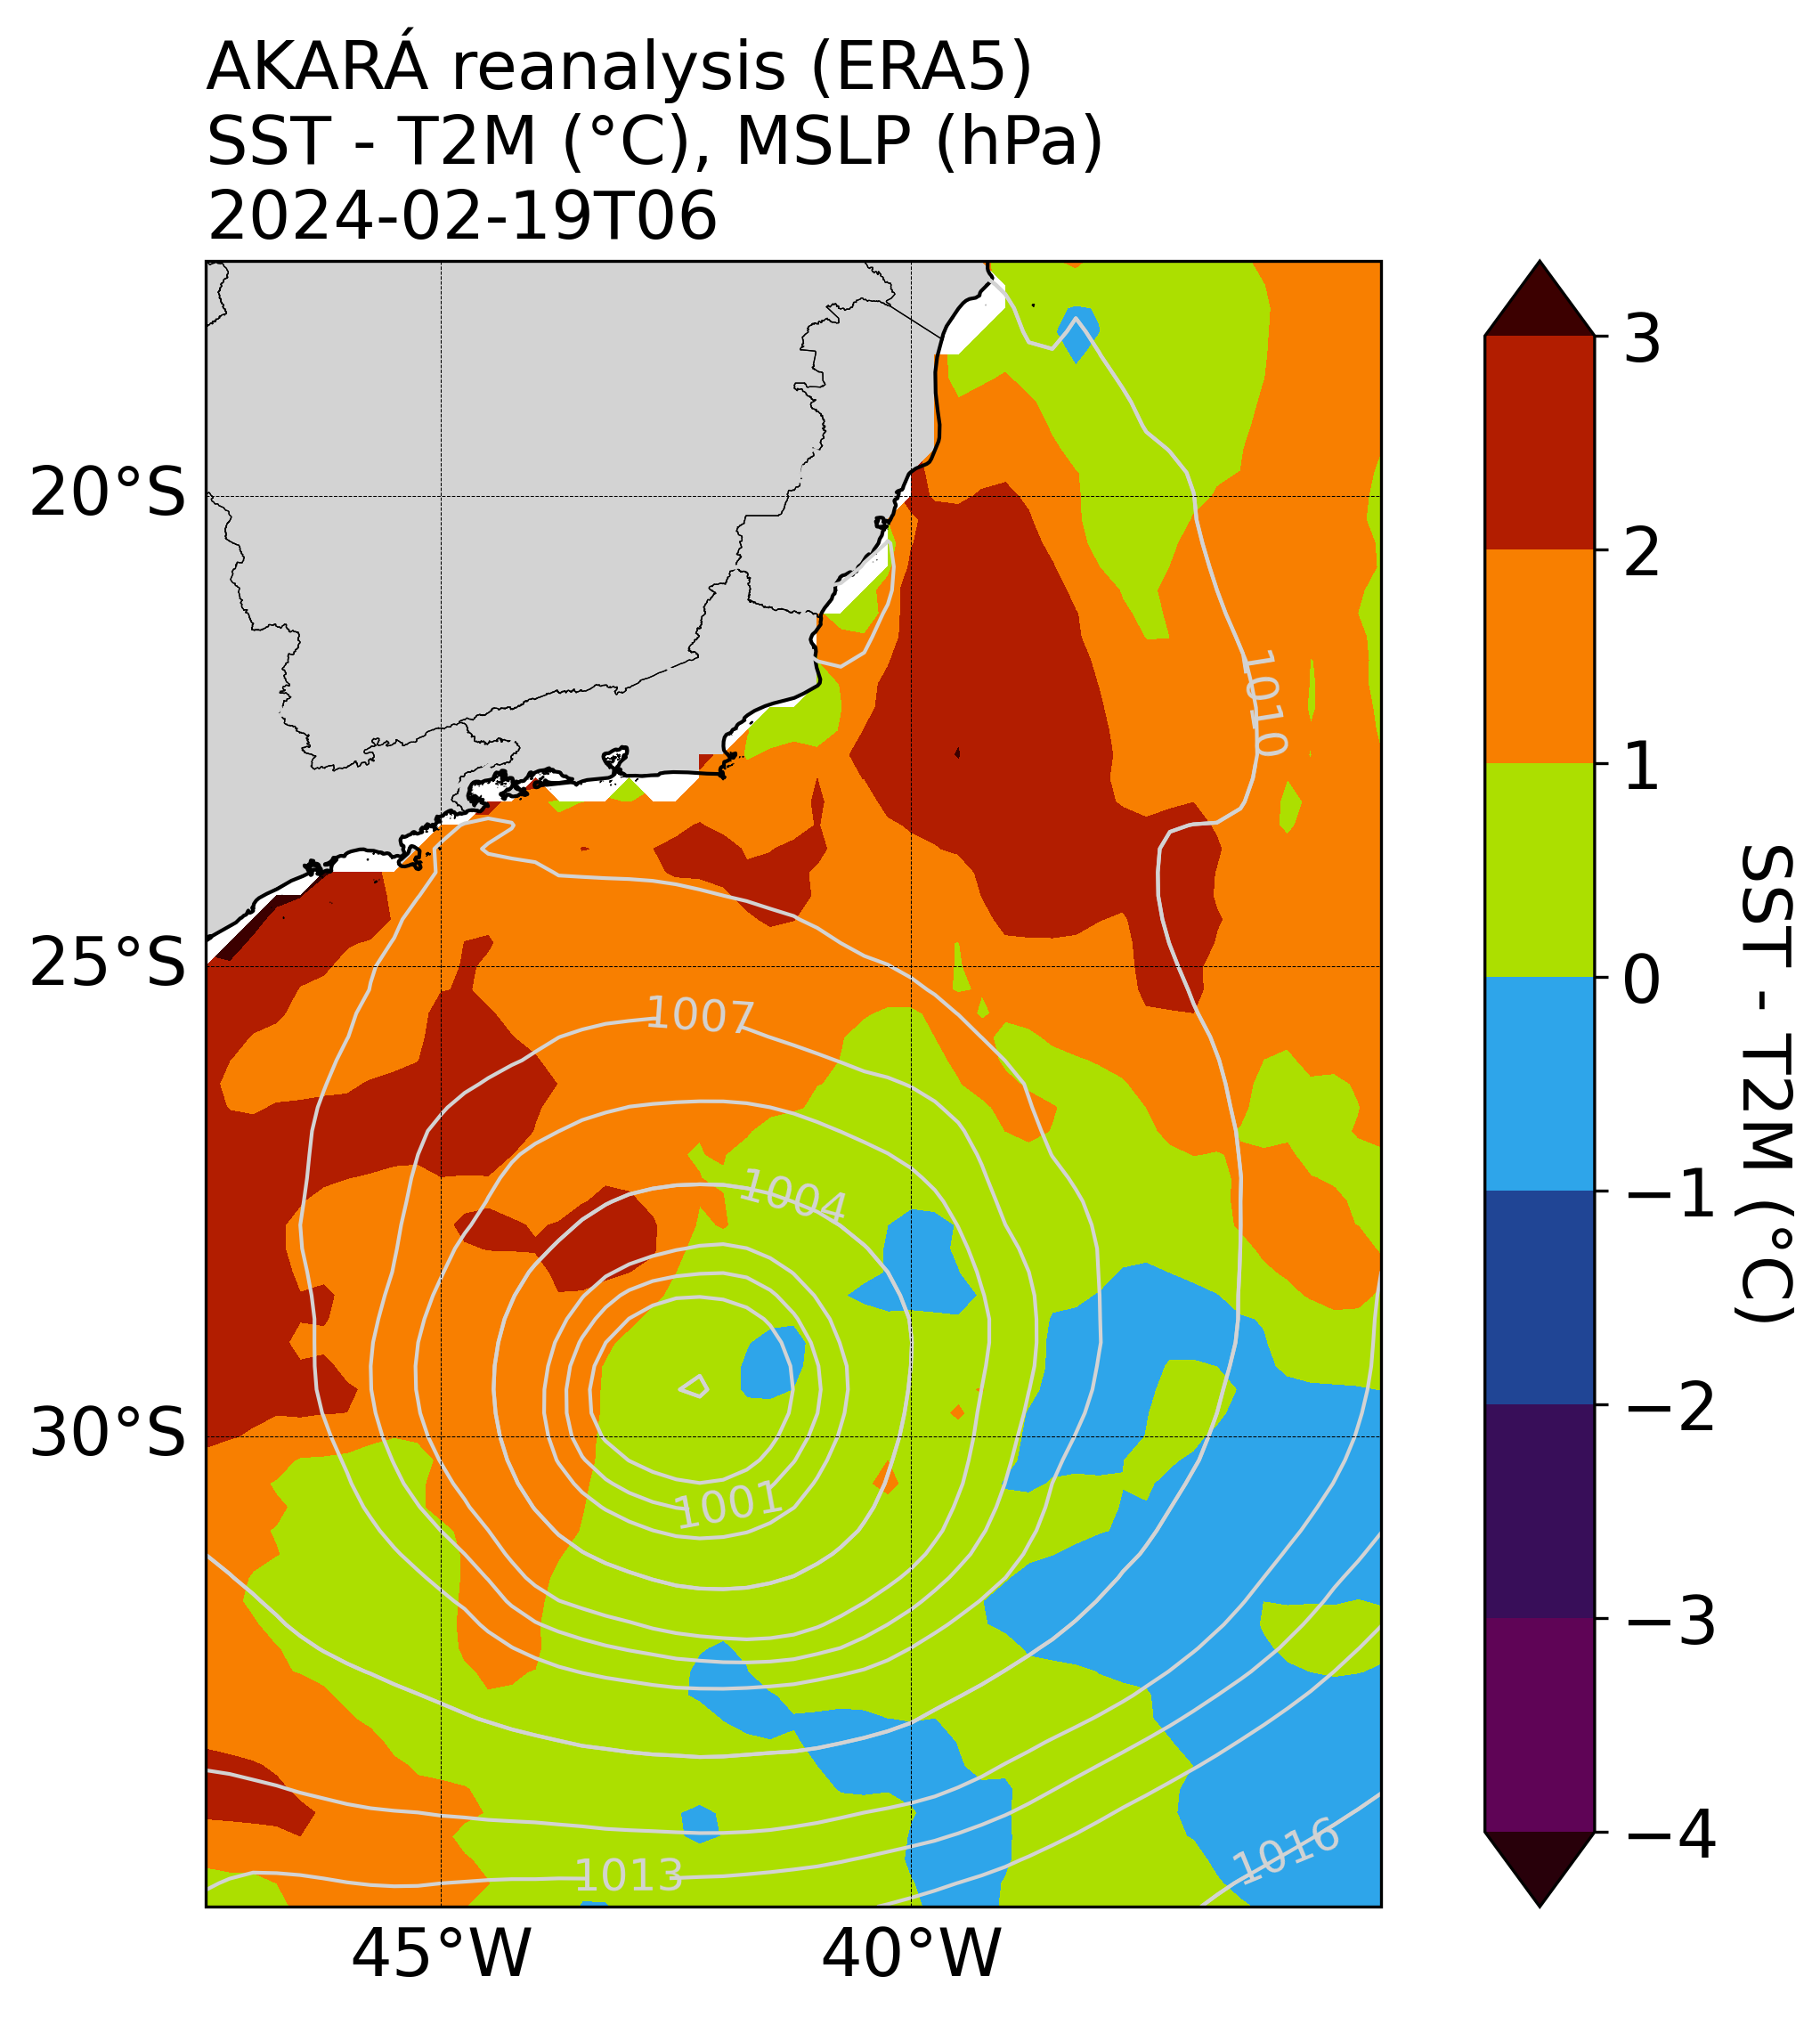 AKARÁ reanalysis (ERA5)
SST - T2M (°C), MSLP (hPa)
2024-02-19T06
20°S
25°S
30°S
45°W
40°W
1010
1007
1004
1001
1013
1016
3
2
1
0
−1
−2
−3
−4
SST - T2M (°C)